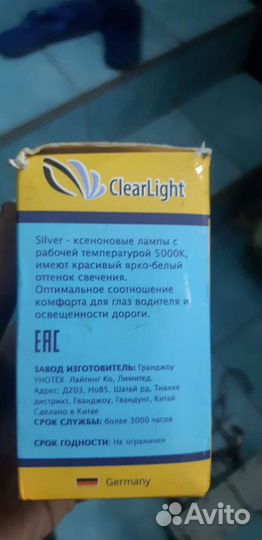 ClearLight
Silver - ксеноновые лампы с
рабочей температурой 5000К,
имеют красивый ярко-белый
оттенок свечения.
Оптимальное соотношение
комфорта для глаз водителя и
освещенности дороги.
ЕАС
ЗАВОД ИЗГОТОВИТЕЛЬ: Гранджоу
УНОТЕХ Лайтинг Ко, Лимитед.
Адрес: Д203, Но85, Шатай рд, Тианхе
дистрикт, Гванджоу, Гвандунг, Китай
Сделано в Китае
СРОК СЛУЖБЫ: более 3000 часов
СРОК ГОДНОСТИ: Не ограничен
Germany
Avito